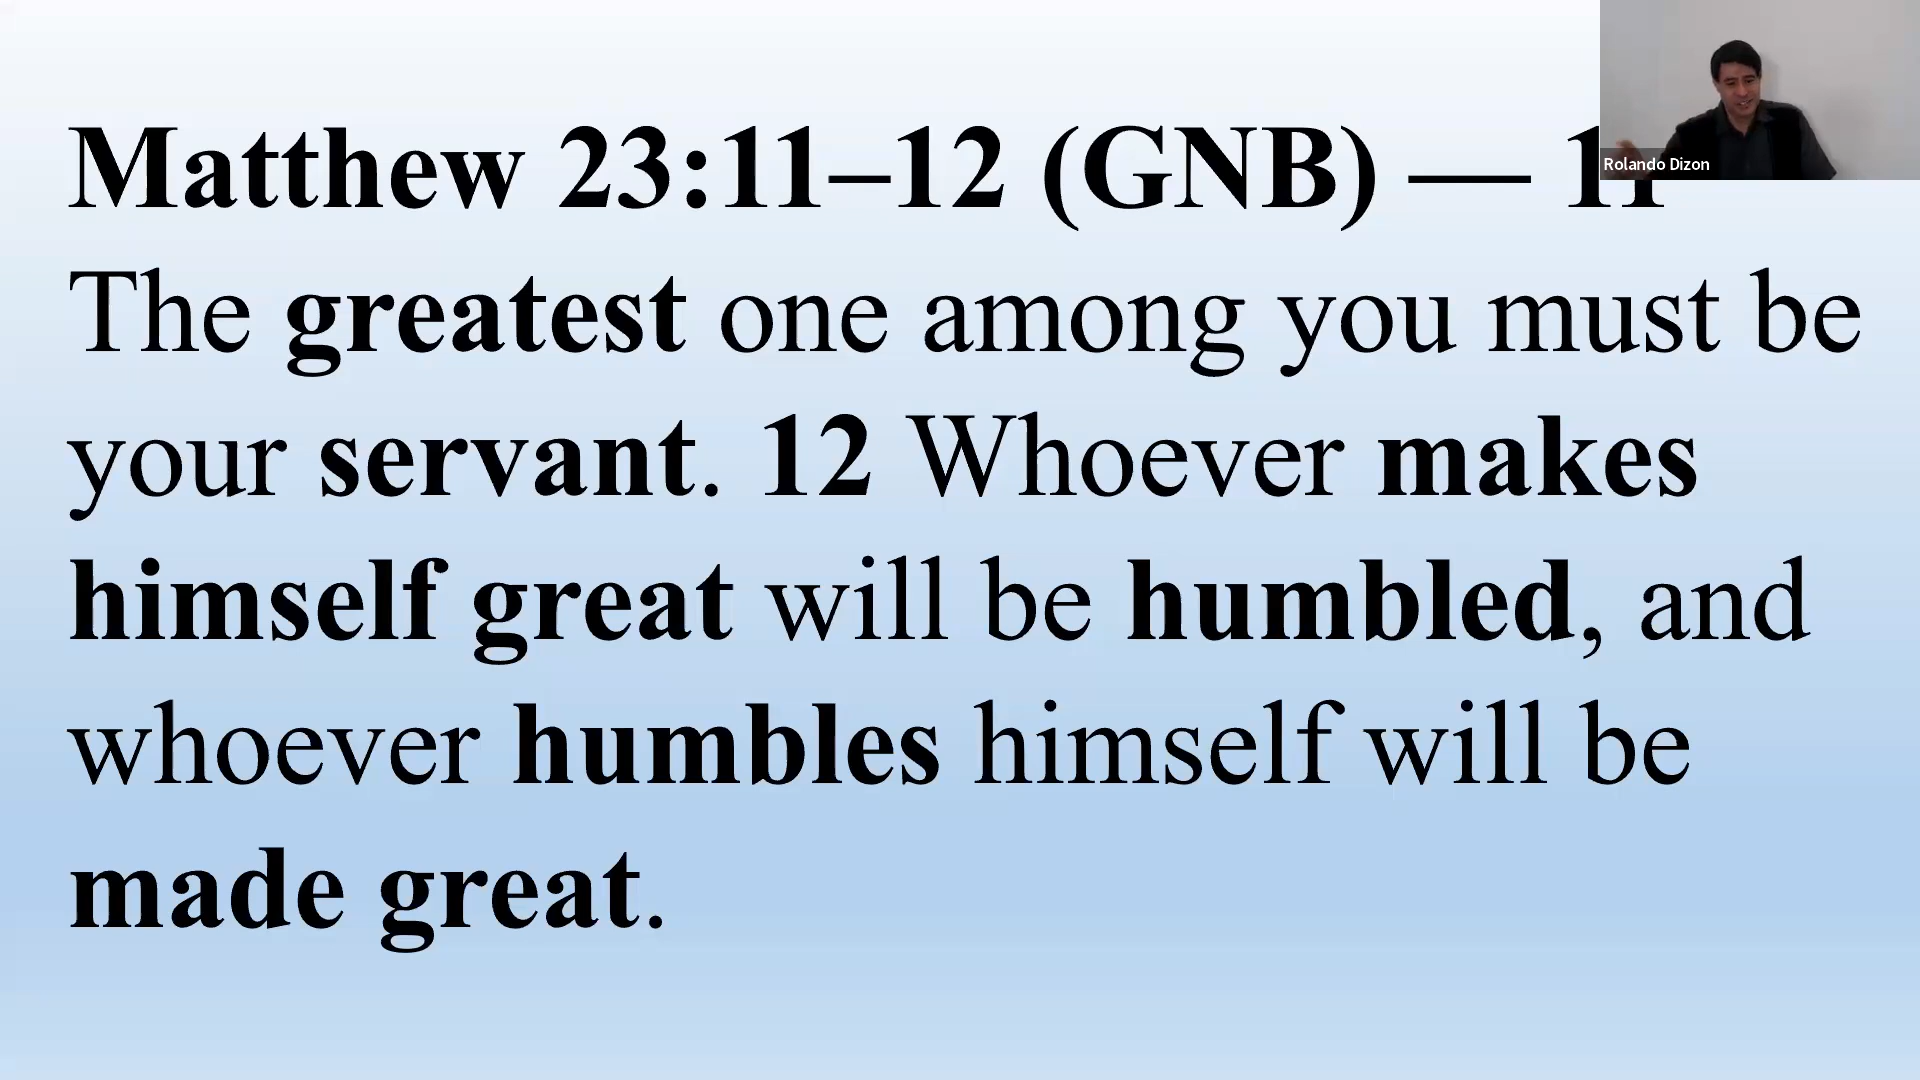 Matthew 23:11–12 (GNB) — 11
The greatest one among you must be
your servant. 12 Whoever makes
himself great will be humbled, and
whoever humbles himself will be
made great.
Rolando Dizon